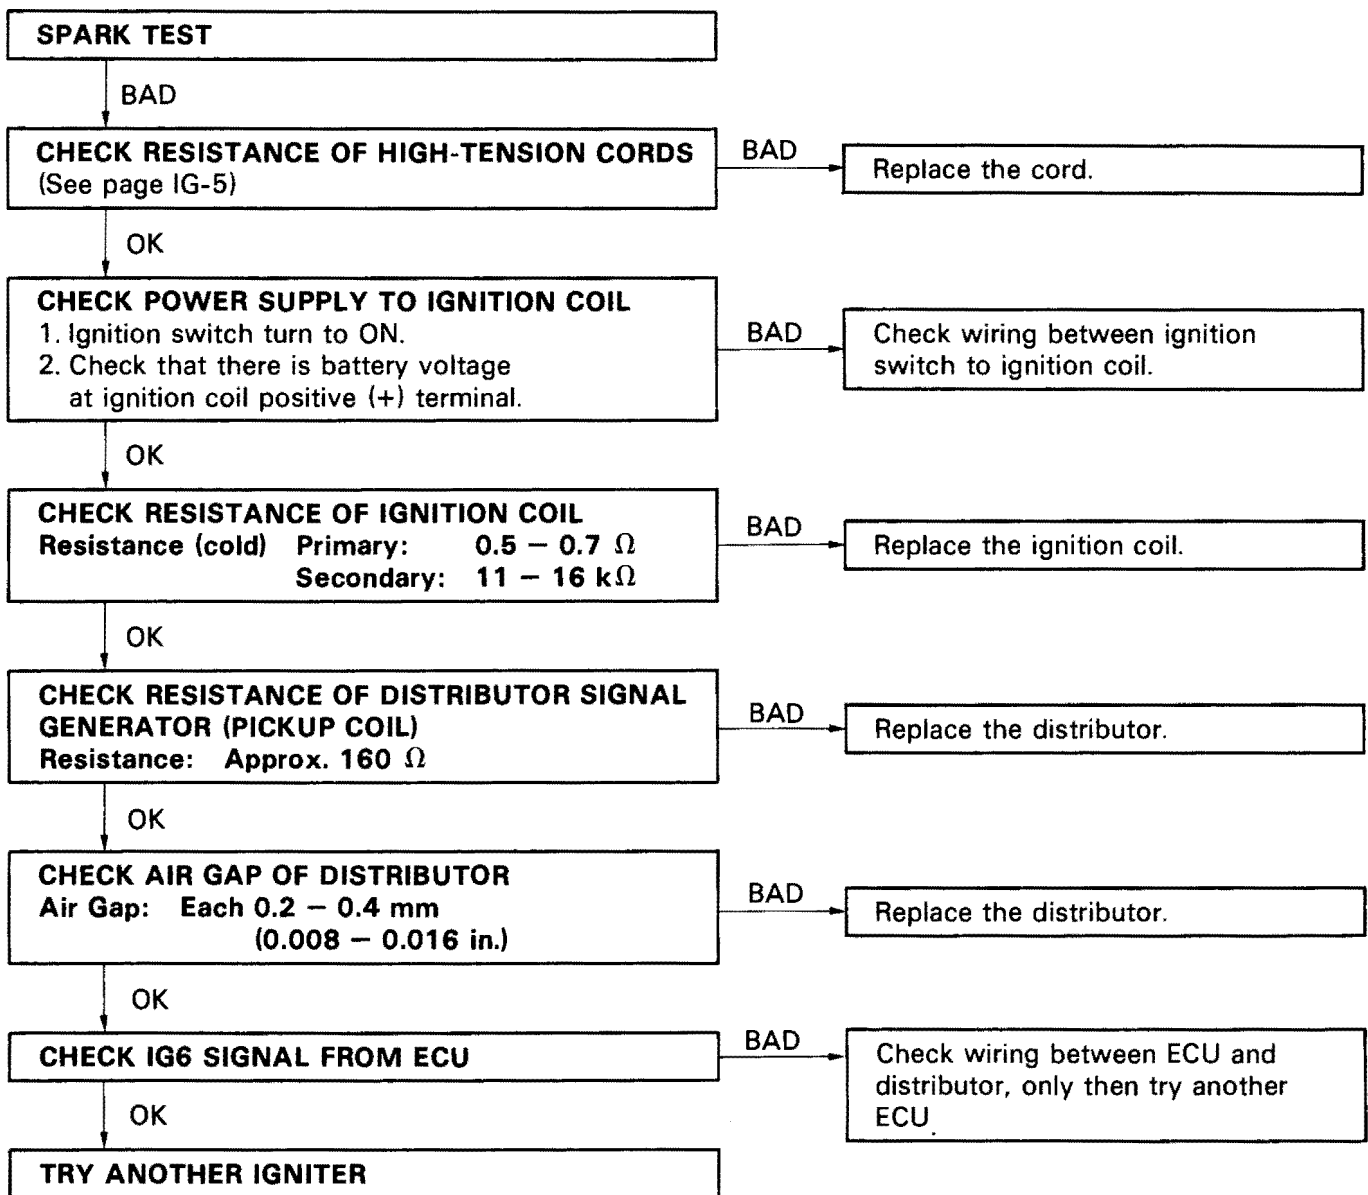 SPARK TEST
BAD
CHECK RESISTANCE OF HIGH-TENSION CORDS
(See page IG-5)
BAD
Replace the cord.
OK
CHECK POWER SUPPLY TO IGNITION COIL
1. Ignition switch turn to ON.
2. Check that there is battery voltage
at ignition coil positive (+) terminal.
BAD
Check wiring between ignition
switch to ignition coil.
OK
CHECK RESISTANCE OF IGNITION COIL
Resistance (cold) Primary: 0.5 − 0.7 Ω
Secondary: 11 − 16 kΩ
BAD
Replace the ignition coil.
OK
CHECK RESISTANCE OF DISTRIBUTOR SIGNAL
GENERATOR (PICKUP COIL)
Resistance: Approx. 160 Ω
BAD
Replace the distributor.
OK
CHECK AIR GAP OF DISTRIBUTOR
Air Gap: Each 0.2 − 0.4 mm
(0.008 − 0.016 in.)
BAD
Replace the distributor.
OK
CHECK IG6 SIGNAL FROM ECU
BAD
Check wiring between ECU and
distributor, only then try another
ECU.
OK
TRY ANOTHER IGNITER